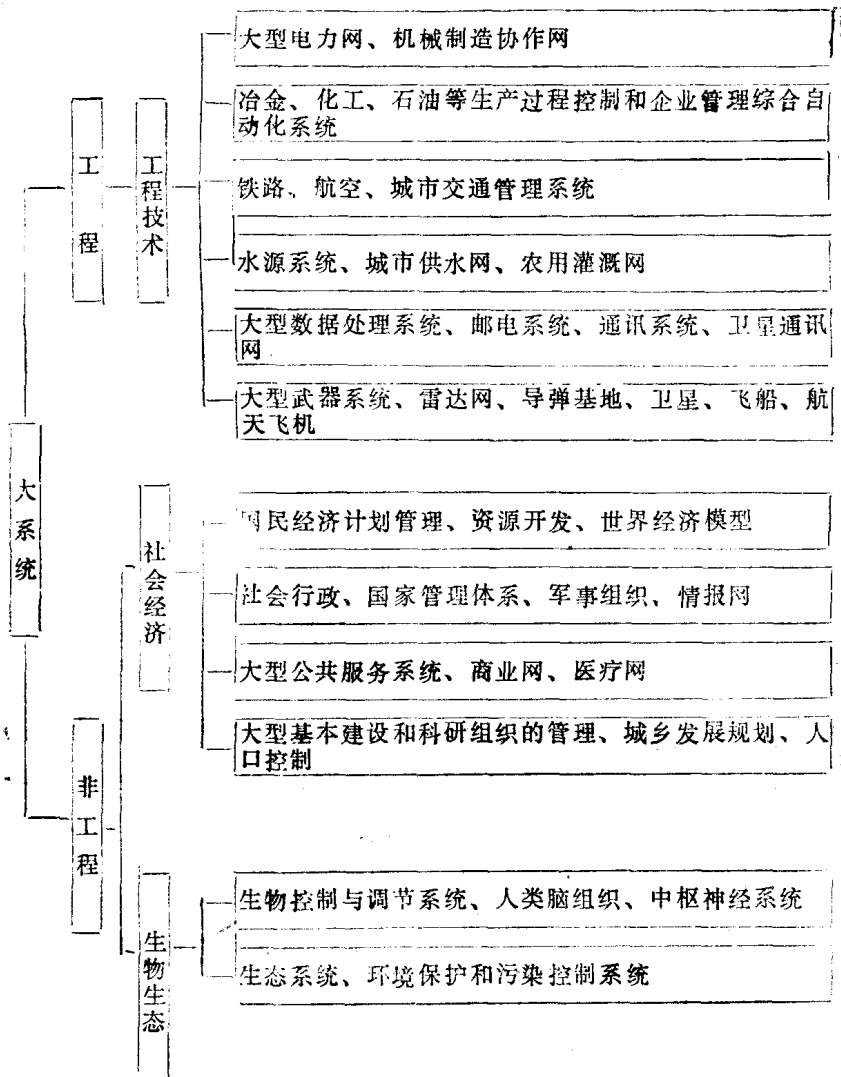 大系统
工程
工程技术
大型电力网、机械制造协作网
冶金、化工、石油等生产过程控制和企业管理综合自
动化系统
铁路、航空、城市交通管理系统
水源系统、城市供水网、农用灌溉网
大型数据处理系统、邮电系统、通讯系统、卫星通讯
网
大型武器系统、雷达网、导弹基地、卫星、飞船、航
天飞机
非工程
社会经济
国民经济计划管理、资源开发、世界经济模型
社会行政、国家管理体系、军事组织、情报网
大型公共服务系统、商业网、医疗网
大型基本建设和科研组织的管理、城乡发展规划、人
口控制
生物生态
生物控制与调节系统、人类脑组织、中枢神经系统
生态系统、环境保护和污染控制系统